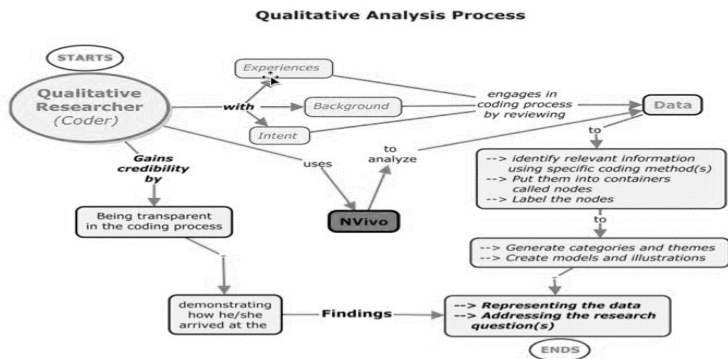 Qualitative Analysis Process
STARTS
Qualitative
Researcher
(Coder)
with
Experiences
Background
Intent
engages in
coding process
by reviewing
Data
Gains
credibility
by
uses
to
analyze
NVivo
to
--> identify relevant information
using specific coding method(s)
--> Put them into containers
called nodes
--> Label the nodes
Being transparent
in the coding process
to
--> Generate categories and themes
--> Create models and illustrations
demonstrating
how he/she
arrived at the
Findings
--> Representing the data
--> Addressing the research
question(s)
ENDS